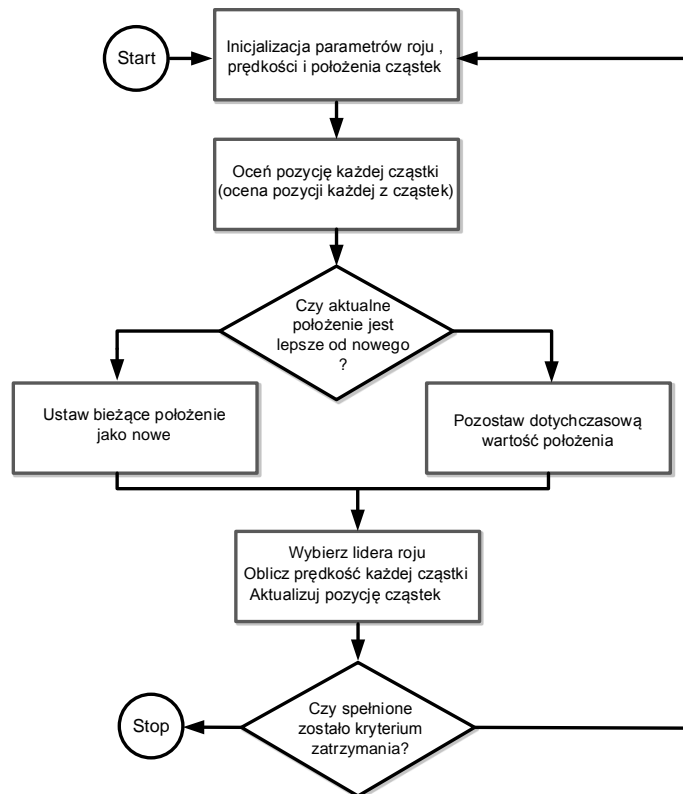 Start
Inicjalizacja parametrów roju ,
prędkości i położenia cząstek
Oceń pozycję każdej cząstki
(ocena pozycji każdej z cząstek)
Czy aktualne
położenie jest
lepsze od nowego
?
Ustaw bieżące położenie
jako nowe
Pozostaw dotychczasową
wartość położenia
Wybierz lidera roju
Oblicz prędkość każdej cząstki
Aktualizuj pozycję cząstek
Czy spełnione
zostało kryterium
zatrzymania?
Stop